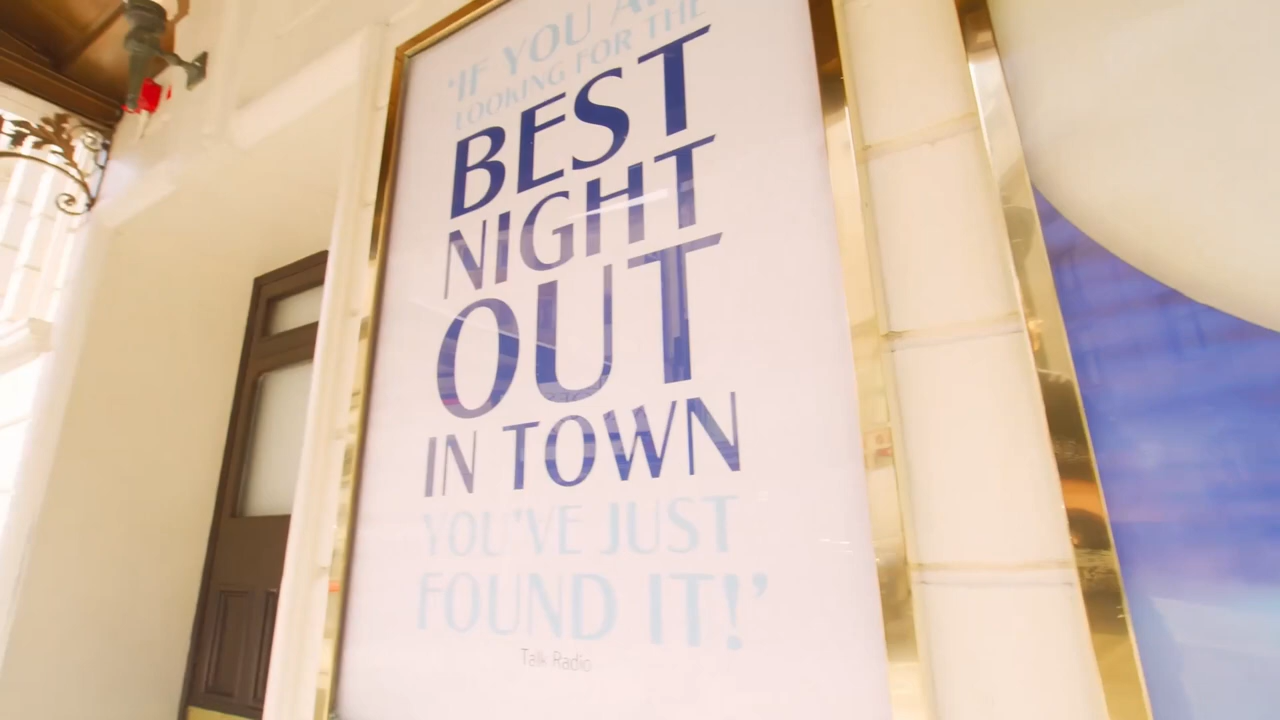 'IF YOU
LOOKING FOR THE
BEST
NIGHT
OUT
IN TOWN
YOU'VE JUST
FOUND IT!'
Talk Radio